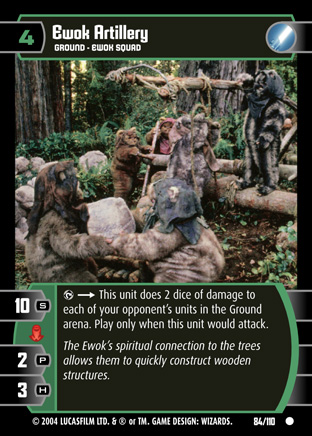 4 Ewok Artillery
GROUND - EWOK SQUAD
10 S
2 P
3 H
→ This unit does 2 dice of damage to
each of your opponent's units in the Ground
arena. Play only when this unit would attack.
The Ewok's spiritual connection to the trees
allows them to quickly construct wooden
structures.
© 2004 LUCASFILM LTD. & ® or TM. GAME DESIGN: WIZARDS. 84/110